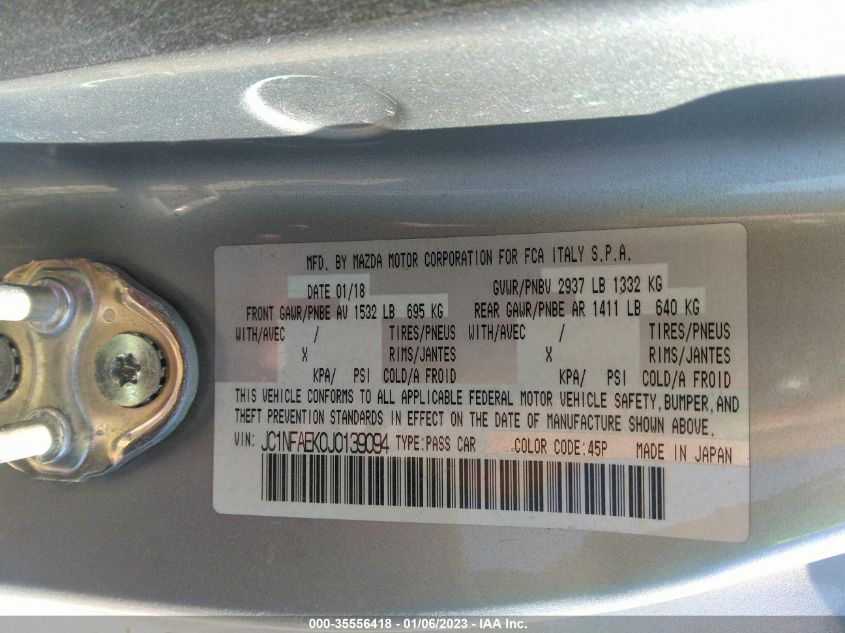 MFD. BY MAZDA MOTOR CORPORATION FOR FCA ITALY S.P.A.
DATE 01/18 GVWR/PNBV 2937 LB 1332 KG
FRONT GAWR/PNBE AV 1532 LB 695 KG REAR GAWR/PNBE AR 1411 LB 640 KG
WITH/AVEC / TIRES/PNEUS WITH/AVEC / TIRES/PNEUS
X RIMS/JANTES X RIMS/JANTES
KPA/ PSI COLD/A FROID KPA/ PSI COLD/A FROID
THIS VEHICLE CONFORMS TO ALL APPLICABLE FEDERAL MOTOR VEHICLE SAFETY,BUMPER,AND
THEFT PREVENTION STANDARDS IN EFFECT ON THE DATE OF MANUFACTURE SHOWN ABOVE.
VIN: JC1NFAEK0J0139094 TYPE:PASS CAR COLOR CODE:45P MADE IN JAPAN
000-35556418 - 01/06/2023 - IAA Inc.